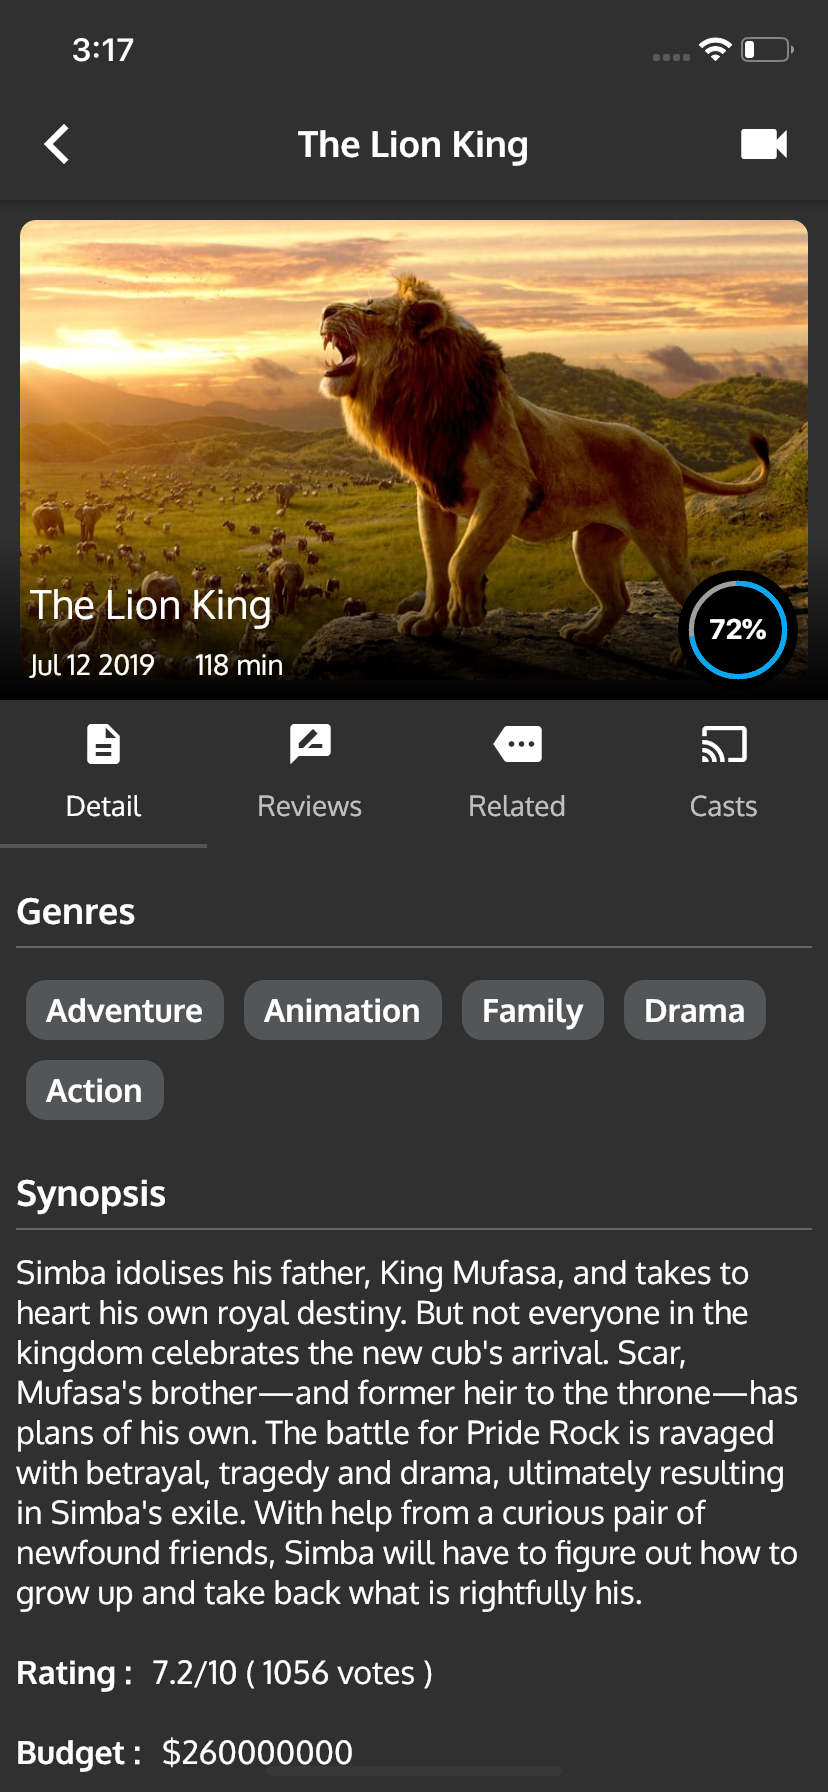 3:17
The Lion King
The Lion King
Jul 12 2019 118 min
72%
Detail Reviews Related Casts
Genres
Adventure Animation Family Drama
Action
Synopsis
Simba idolises his father, King Mufasa, and takes to
heart his own royal destiny. But not everyone in the
kingdom celebrates the new cub's arrival. Scar,
Mufasa's brother—and former heir to the throne—has
plans of his own. The battle for Pride Rock is ravaged
with betrayal, tragedy and drama, ultimately resulting
in Simba's exile. With help from a curious pair of
newfound friends, Simba will have to figure out how to
grow up and take back what is rightfully his.
Rating : 7.2/10 ( 1056 votes )
Budget : $260000000